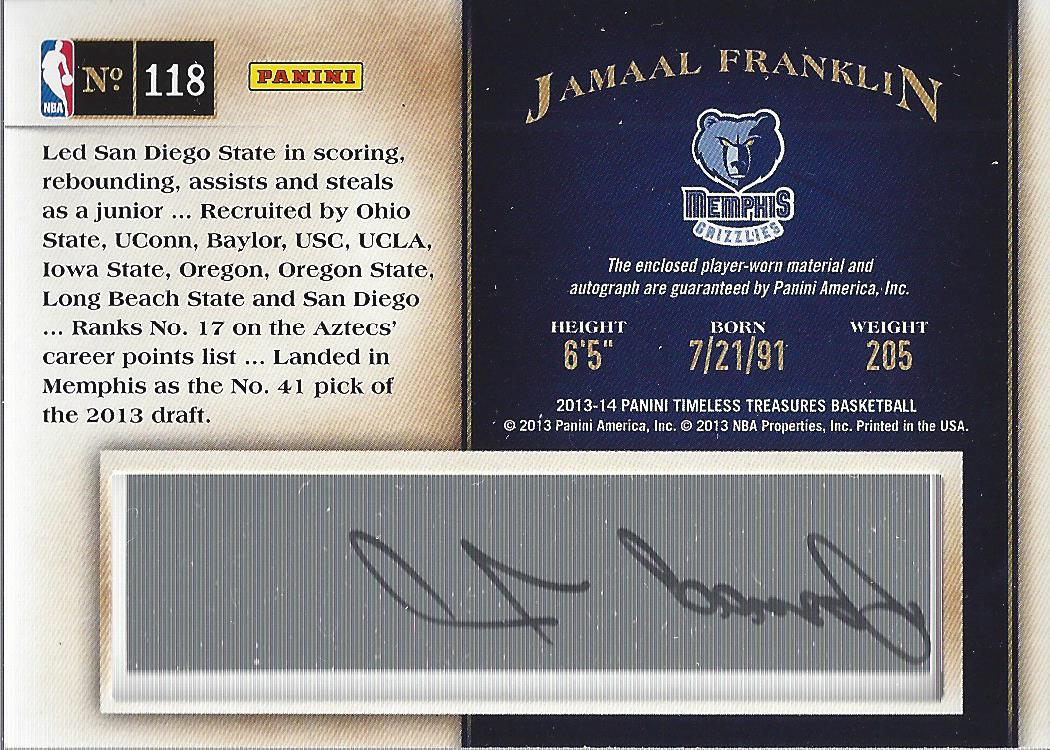 NBA
Nº 118
PANINI
Led San Diego State in scoring,
rebounding, assists and steals
as a junior ... Recruited by Ohio
State, UConn, Baylor, USC, UCLA,
Iowa State, Oregon, Oregon State,
Long Beach State and San Diego
... Ranks No. 17 on the Aztecs'
career points list ... Landed in
Memphis as the No. 41 pick of
the 2013 draft.
JAMAAL FRANKLIN
MEMPHIS
GRIZZLIES
The enclosed player-worn material and
autograph are guaranteed by Panini America, Inc.
HEIGHT BORN WEIGHT
6'5" 7/21/91 205
2013-14 PANINI TIMELESS TREASURES BASKETBALL
© 2013 Panini America, Inc. © 2013 NBA Properties, Inc. Printed in the USA.